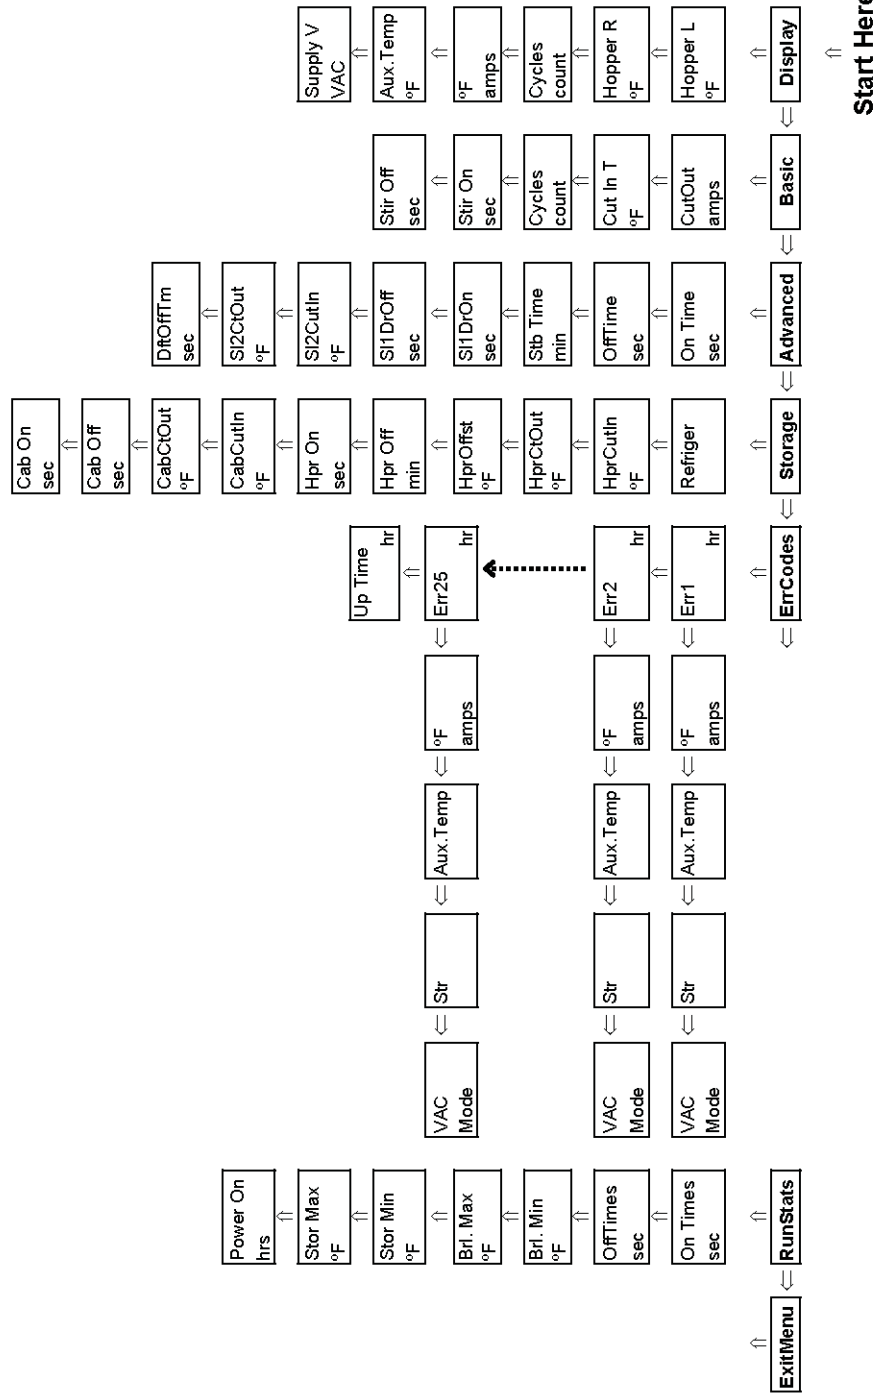 Start Here
Display
Hopper L
°F
Hopper R
°F
Cycles
count
°F
amps
Aux.Temp
°F
Supply V
VAC
Basic
CutOut
amps
Cut In T
°F
Cycles
count
Stir On
sec
Stir Off
sec
Advanced
On Time
sec
OffTime
sec
Stb Time
min
Sl1DrOn
sec
Sl1DrOff
sec
Sl2CutIn
°F
Sl2CtOut
°F
DftOffTm
sec
Storage
Refriger
HprCutIn
°F
HprCtOut
°F
HprOffst
°F
Hpr Off
min
Hpr On
sec
CabCutIn
°F
CabCtOut
°F
Cab Off
sec
Cab On
sec
ErrCodes
Err1
hr
°F
amps
Aux.Temp
Str
VAC
Mode
Err2
hr
°F
amps
Aux.Temp
Str
VAC
Mode
Err25
hr
°F
amps
Aux.Temp
Str
VAC
Mode
Up Time
hr
RunStats
On Times
sec
OffTimes
sec
Brl. Min
°F
Brl. Max
°F
Stor Min
°F
Stor Max
°F
Power On
hrs
ExitMenu